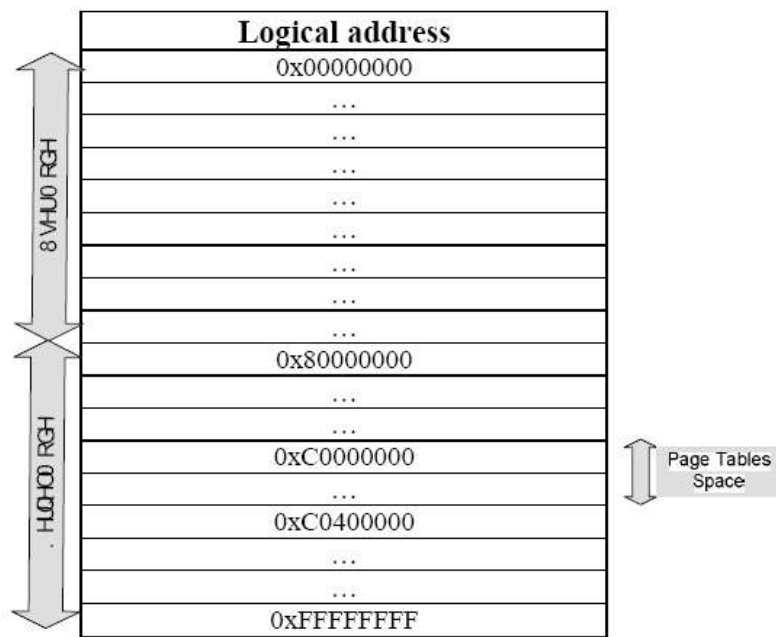 Logical address
0x00000000
...
...
...
...
...
...
...
...
0x80000000
...
...
0xC0000000
...
0xC0400000
...
...
0xFFFFFFFF
8 VHU0 RGH
. HUQHO0 RGH
Page Tables
Space